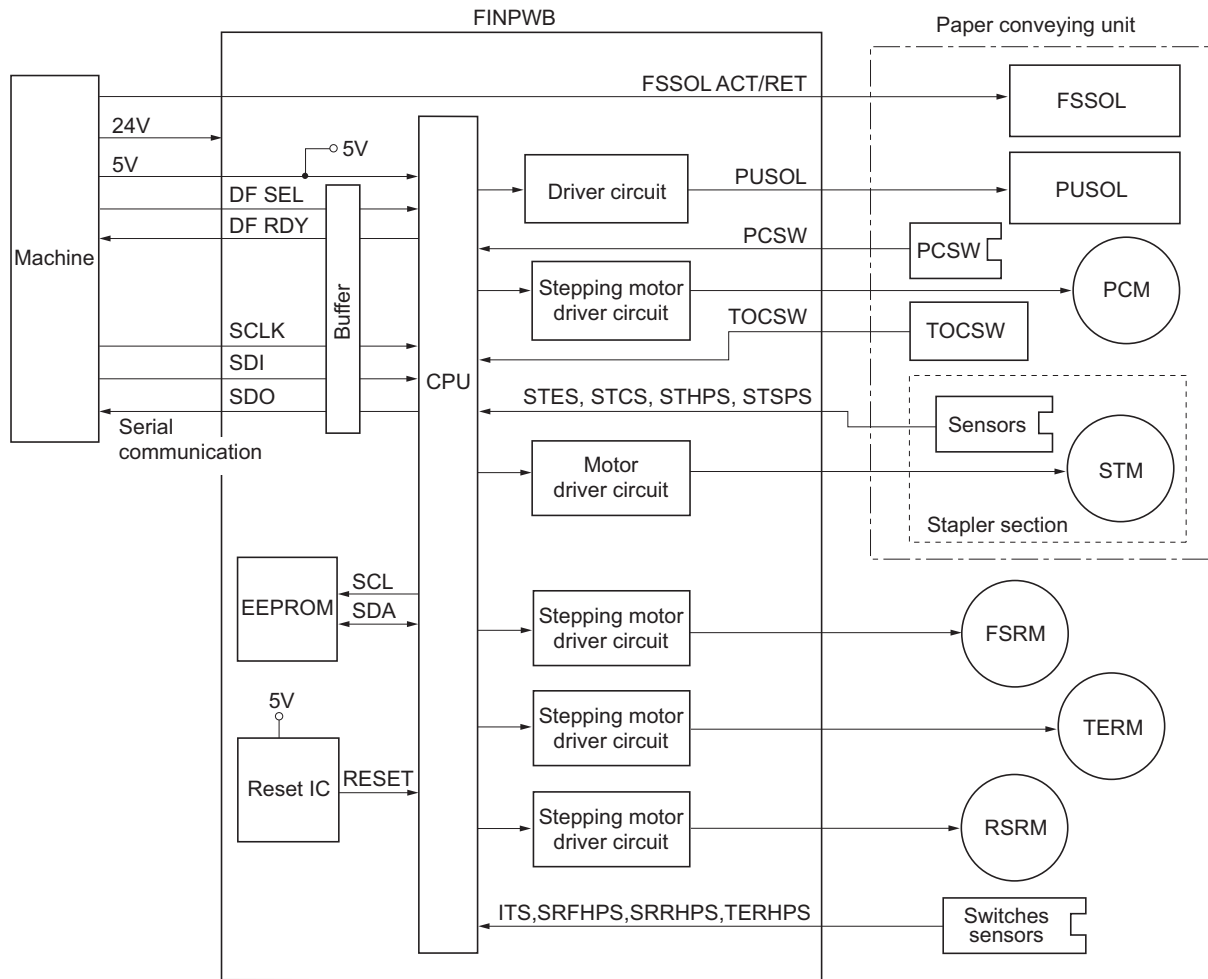 FINPWB
Paper conveying unit
FSSOL ACT/RET
FSSOL
24V
5V
5V
DF SEL
DF RDY
Machine
Buffer
SCLK
SDI
SDO
Serial
communication
CPU
Driver circuit
PUSOL
PUSOL
PCSW
PCSW
Stepping motor
driver circuit
PCM
TOCSW
TOCSW
STES, STCS, STHPS, STSPS
Sensors
Motor
driver circuit
STM
Stapler section
EEPROM
SCL
SDA
Stepping motor
driver circuit
FSRM
5V
Reset IC
RESET
Stepping motor
driver circuit
TERM
Stepping motor
driver circuit
RSRM
ITS,SRFHPS,SRRHPS,TERHPS
Switches
sensors